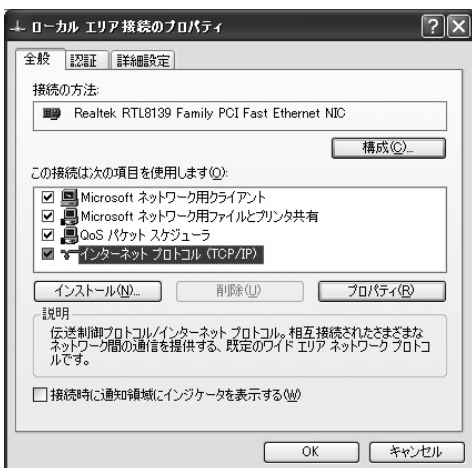 ローカル エリア接続のプロパティ
全般 認証 詳細設定
接続の方法:
Realtek RTL8139 Family PCI Fast Ethernet NIC
構成(C)...
この接続は次の項目を使用します(O):
Microsoft ネットワーク用クライアント
Microsoft ネットワーク用ファイルとプリンタ共有
QoS パケット スケジューラ
インターネット プロトコル (TCP/IP)
インストール(N)... 削除(U) プロパティ(R)
説明
伝送制御プロトコル/インターネット プロトコル。相互接続されたさまざまな
ネットワーク間の通信を提供する、既定のワイド エリア ネットワーク プロトコ
ルです。
接続時に通知領域にインジケータを表示する(W)
OK キャンセル